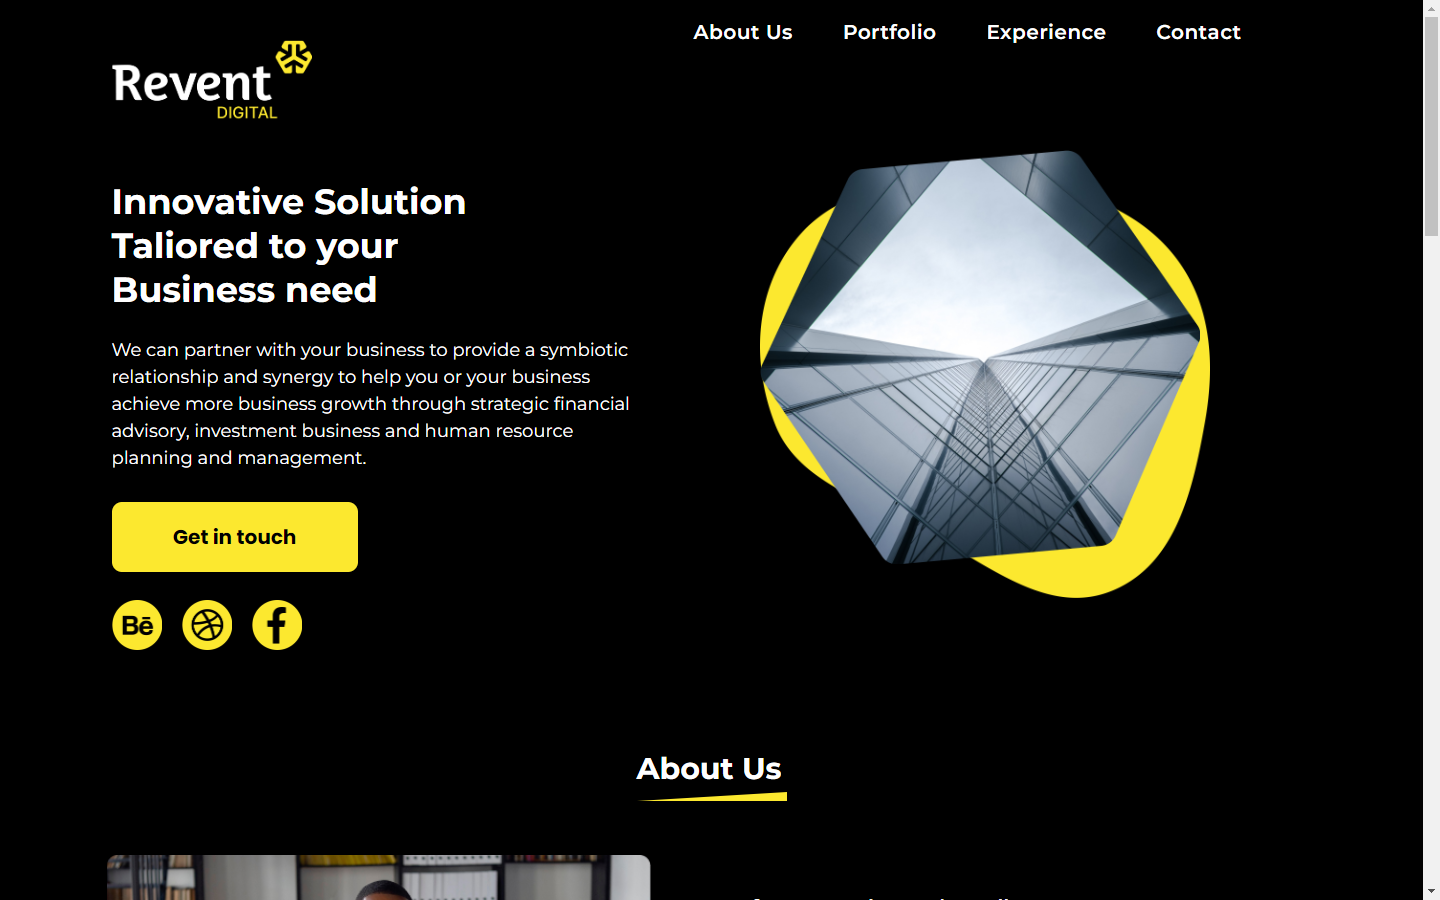 About Us
Portfolio
Experience
Contact
Revent
DIGITAL
Innovative Solution
Taliored to your
Business need
We can partner with your business to provide a symbiotic
relationship and synergy to help you or your business
achieve more business growth through strategic financial
advisory, investment business and human resource
planning and management.
Get in touch
Bē
About Us